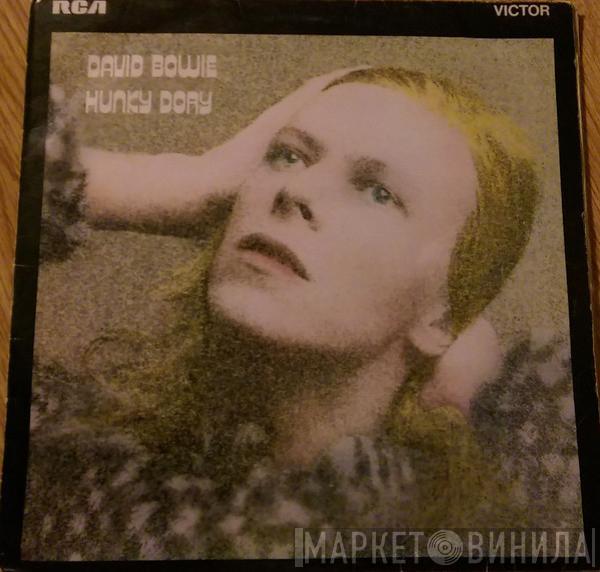 RCA
VICTOR
DAVID BOWIE
HUNKY DORY
МАРКЕТ ВИНИЛА